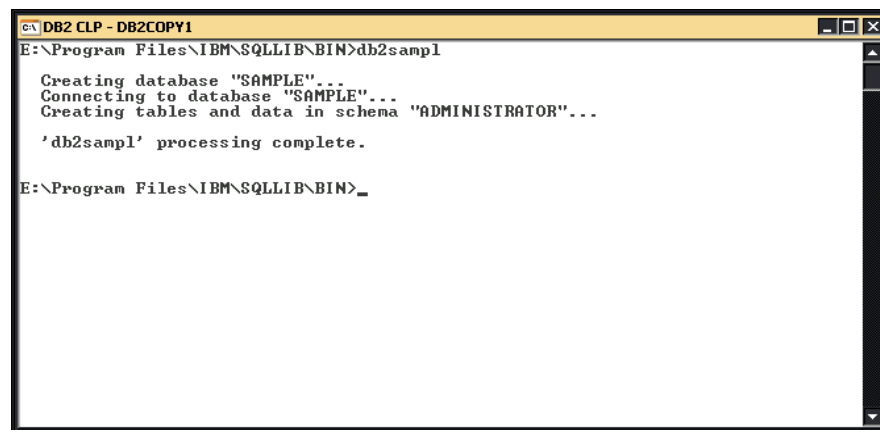 DB2 CLP - DB2COPY1
E:\Program Files\IBM\SQLLIB\BIN>db2sampl
Creating database "SAMPLE"...
Connecting to database "SAMPLE"...
Creating tables and data in schema "ADMINISTRATOR"...
'db2sampl' processing complete.
E:\Program Files\IBM\SQLLIB\BIN>_